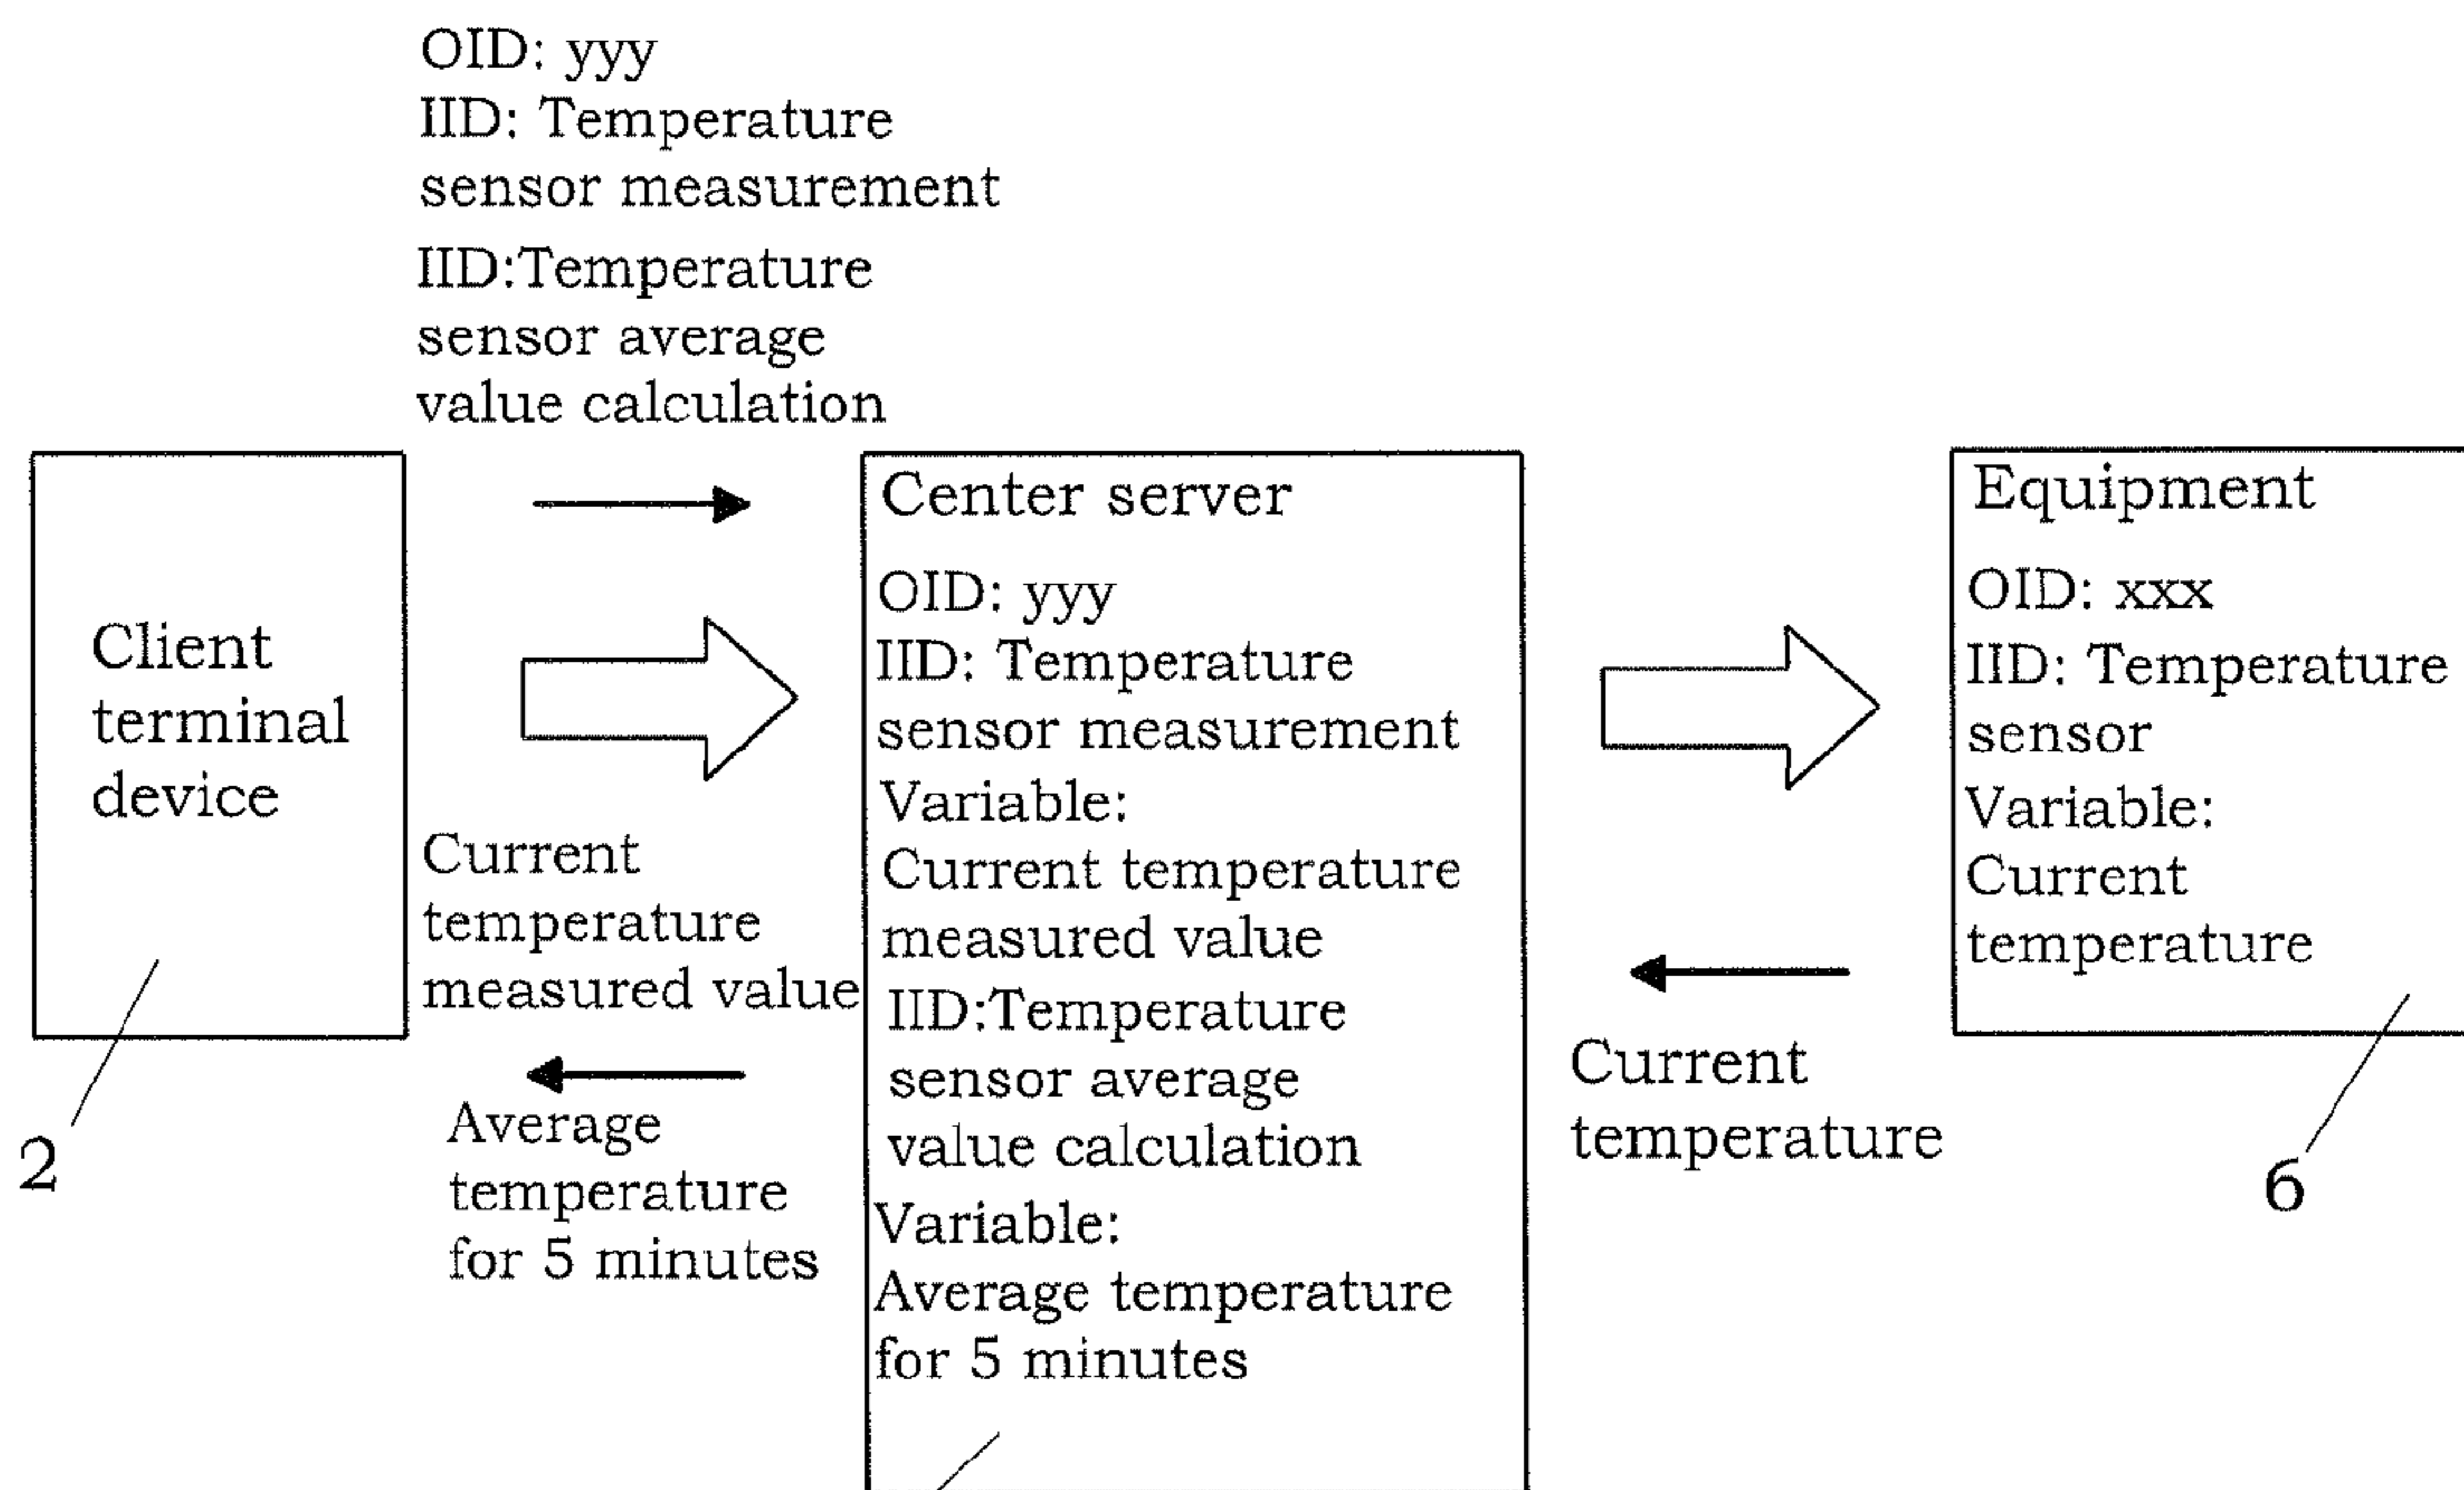 OID: yyy
IID: Temperature
sensor measurement
IID:Temperature
sensor average
value calculation
Client
terminal
device
2
Current
temperature
measured value
Average
temperature
for 5 minutes
Center server
OID: yyy
IID: Temperature
sensor measurement
Variable:
Current temperature
measured value
IID:Temperature
sensor average
value calculation
Variable:
Average temperature
for 5 minutes
Current
temperature
Equipment
OID: xxx
IID: Temperature
sensor
Variable:
Current
temperature
6